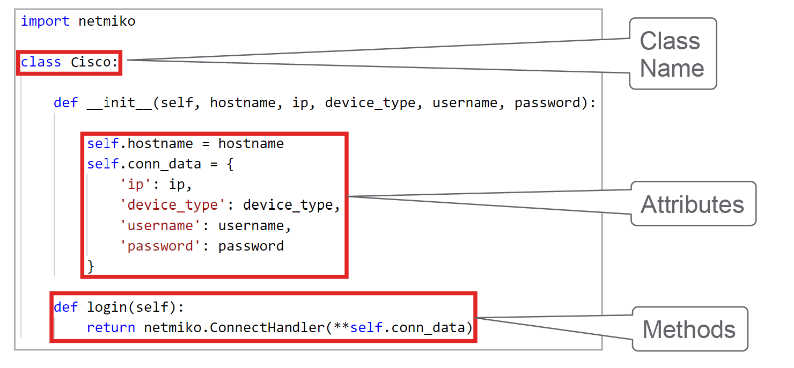 import netmiko
class Cisco:
def __init__(self, hostname, ip, device_type, username, password):
self.hostname = hostname
self.conn_data = {
'ip': ip,
'device_type': device_type,
'username': username,
'password': password
}
def login(self):
return netmiko.ConnectHandler(**self.conn_data)
Class
Name
Attributes
Methods